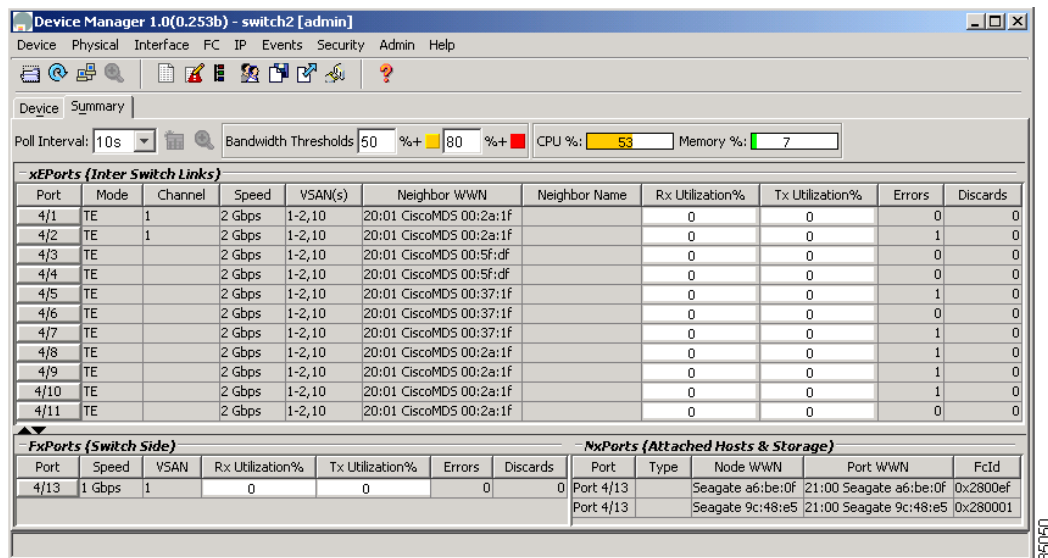 Device Manager 1.0(0.253b) - switch2 [admin]
Device Physical Interface FC IP Events Security Admin Help
Device Summary
Poll Interval: 10s Bandwidth Thresholds 50 %+ 80 %+ CPU %: 53 Memory %: 7
xEPorts (Inter Switch Links)
Port Mode Channel Speed VSAN(s) Neighbor WWN Neighbor Name Rx Utilization% Tx Utilization% Errors Discards
4/1 TE 1 2 Gbps 1-2,10 20:01 CiscoMDS 00:2a:1f 0 0 0 0
4/2 TE 1 2 Gbps 1-2,10 20:01 CiscoMDS 00:2a:1f 0 0 1 0
4/3 TE 2 Gbps 1-2,10 20:01 CiscoMDS 00:5f:df 0 0 0 0
4/4 TE 2 Gbps 1-2,10 20:01 CiscoMDS 00:5f:df 0 0 0 0
4/5 TE 2 Gbps 1-2,10 20:01 CiscoMDS 00:37:1f 0 0 1 0
4/6 TE 2 Gbps 1-2,10 20:01 CiscoMDS 00:37:1f 0 0 0 0
4/7 TE 2 Gbps 1-2,10 20:01 CiscoMDS 00:37:1f 0 0 1 0
4/8 TE 2 Gbps 1-2,10 20:01 CiscoMDS 00:2a:1f 0 0 1 0
4/9 TE 2 Gbps 1-2,10 20:01 CiscoMDS 00:2a:1f 0 0 1 0
4/10 TE 2 Gbps 1-2,10 20:01 CiscoMDS 00:2a:1f 0 0 1 0
4/11 TE 2 Gbps 1-2,10 20:01 CiscoMDS 00:2a:1f 0 0 0 0
FxPorts (Switch Side)
Port Speed VSAN Rx Utilization% Tx Utilization% Errors Discards
4/13 1 Gbps 1 0 0 0 0
NxPorts (Attached Hosts & Storage)
Port Type Node WWN Port WWN FcId
Port 4/13 Seagate a6:be:0f 21:00 Seagate a6:be:0f 0x2800ef
Port 4/13 Seagate 9c:48:e5 21:00 Seagate 9c:48:e5 0x280001